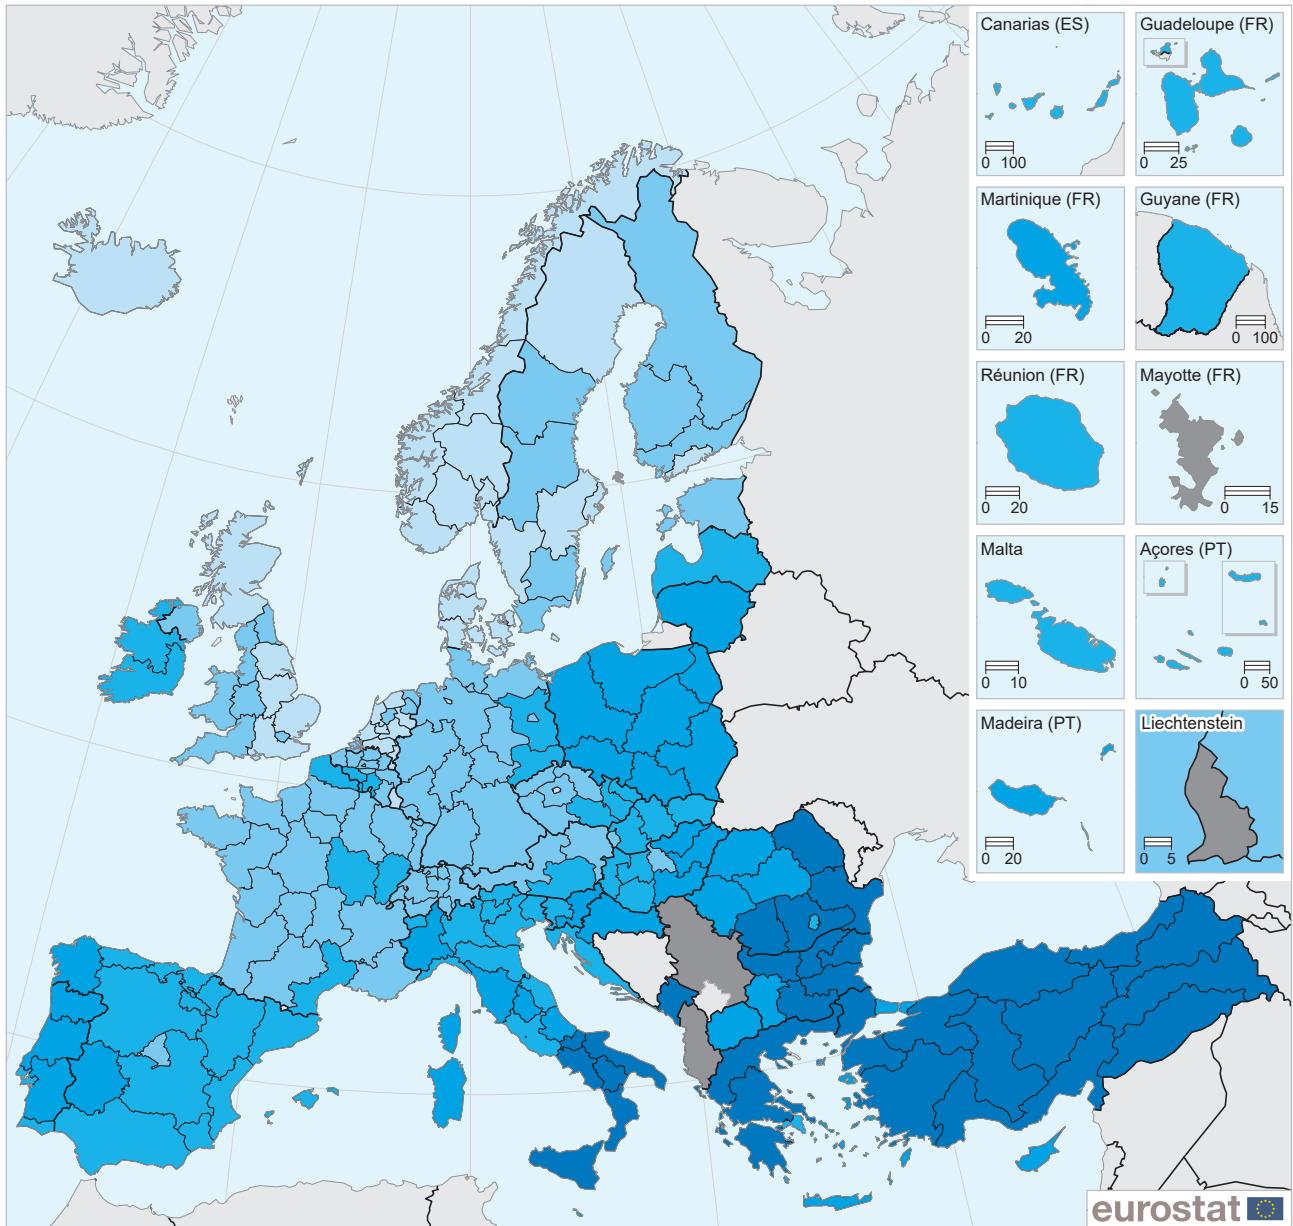 Canarias (ES)
0 100
Guadeloupe (FR)
0 25
Martinique (FR)
0 20
Guyane (FR)
0 100
Réunion (FR)
0 20
Mayotte (FR)
0 15
Malta
0 10
Açores (PT)
0 50
Madeira (PT)
0 20
Liechtenstein
0 5
eurostat